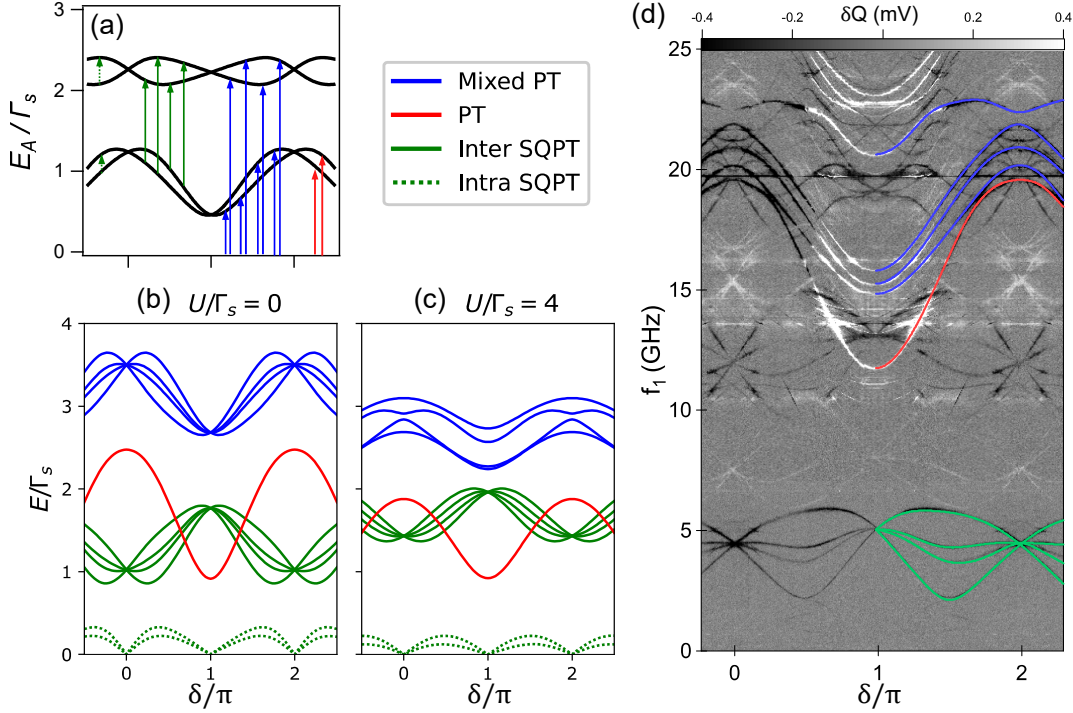 (a)
E_A / Γ_s
3
2
1
0
Mixed PT
PT
Inter SQPT
Intra SQPT
(b)
U/Γ_s = 0
E/Γ_s
4
3
2
1
0
0 1 2
δ/π
(c)
U/Γ_s = 4
0 1 2
δ/π
(d)
-0.4 δQ (mV) 0.4
-0.2 0 0.2
f_1 (GHz)
25
20
15
10
5
0
0 1 2
δ/π